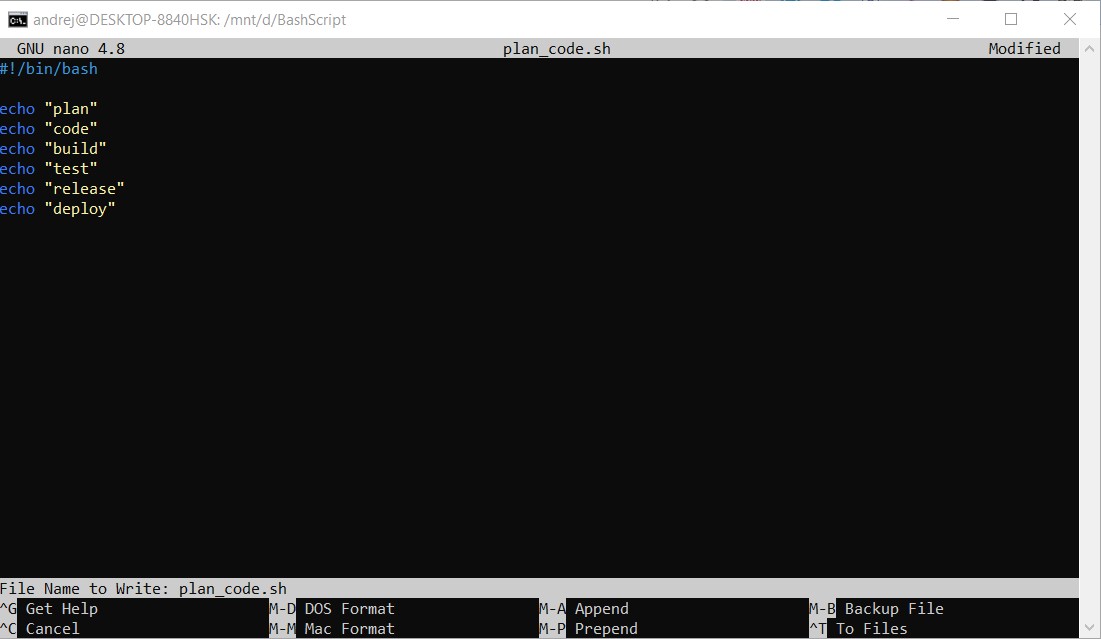 andrej@DESKTOP-8840HSK: /mnt/d/BashScript
GNU nano 4.8 plan_code.sh Modified
#!/bin/bash
echo "plan"
echo "code"
echo "build"
echo "test"
echo "release"
echo "deploy"
File Name to Write: plan_code.sh
^G Get Help M-D DOS Format M-A Append M-B Backup File
^C Cancel M-M Mac Format M-P Prepend ^T To Files